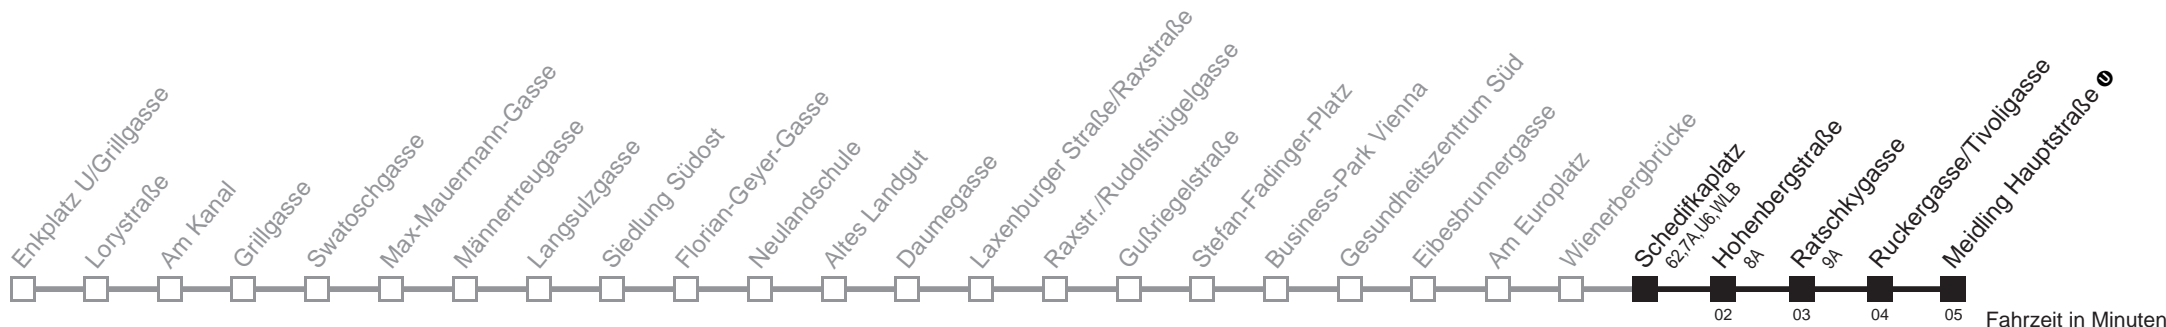 Enkplatz U/Grillgasse
Lorystraße
Am Kanal
Grillgasse
Swatoschgasse
Max-Mauermann-Gasse
Männertreugasse
Langsulzgasse
Siedlung Südost
Florian-Geyer-Gasse
Neulandschule
Altes Landgut
Daumegasse
Laxenburger Straße/Raxstraße
Raxstr./Rudolfshügelgasse
Gußriegelstraße
Stefan-Fadinger-Platz
Business-Park Vienna
Gesundheitszentrum Süd
Eibesbrunnergasse
Am Europlatz
Wienerbergbrücke
Schedifkaplatz
62,7A,U6,WLB
Hohenbergstraße
8A
Ratschkygasse
9A
Ruckergasse/Tivoligasse
Meidling Hauptstraße U
02
03
04
05
Fahrzeit in Minuten